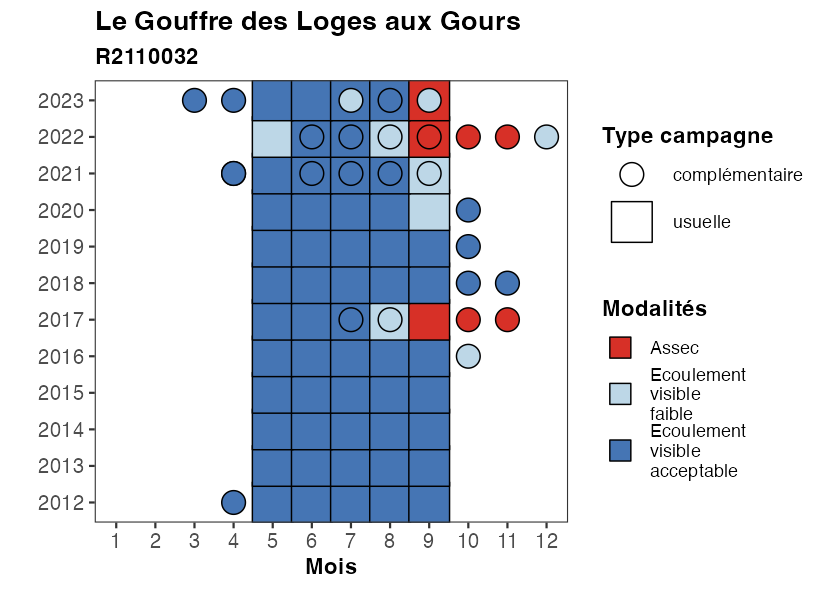 Le Gouffre des Loges aux Gours
R2110032
2023
2022
2021
2020
2019
2018
2017
2016
2015
2014
2013
2012
1 2 3 4 5 6 7 8 9 10 11 12
Mois
Type campagne
complémentaire
usuelle
Modalités
Assec
Ecoulement
visible
faible
Ecoulement
visible
acceptable